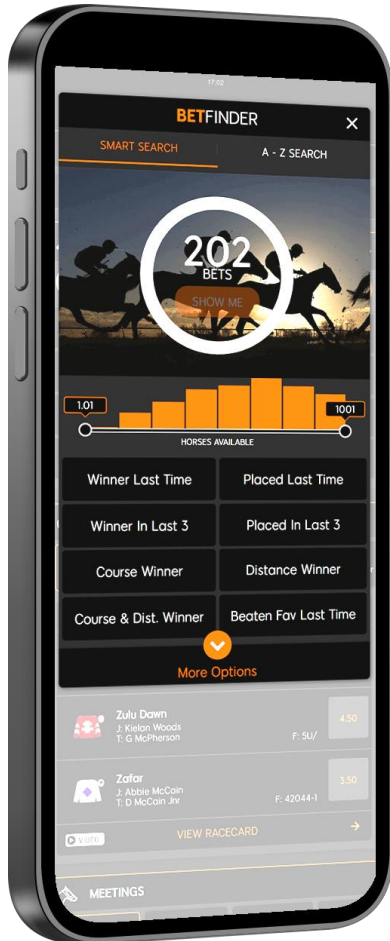 17:02
BETFINDER
SMART SEARCH
A - Z SEARCH
202
BETS
SHOW ME
1.01
1001
HORSES AVAILABLE
Winner Last Time
Placed Last Time
Winner In Last 3
Placed In Last 3
Course Winner
Distance Winner
Course & Dist. Winner
Beaten Fav Last Time
More Options
Zulu Dawn
J: Kielan Woods
T: G McPherson
F: 5U/
4.50
Zafar
J: Abbie McCain
T: D McCain Jnr
F: 42044-1
3.50
VIEW RACECARD
MEETINGS